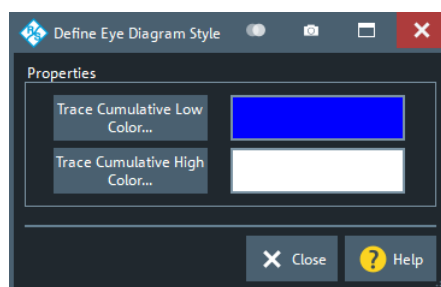 Define Eye Diagram Style
Properties
Trace Cumulative Low
Color...
Trace Cumulative High
Color...
Close
Help